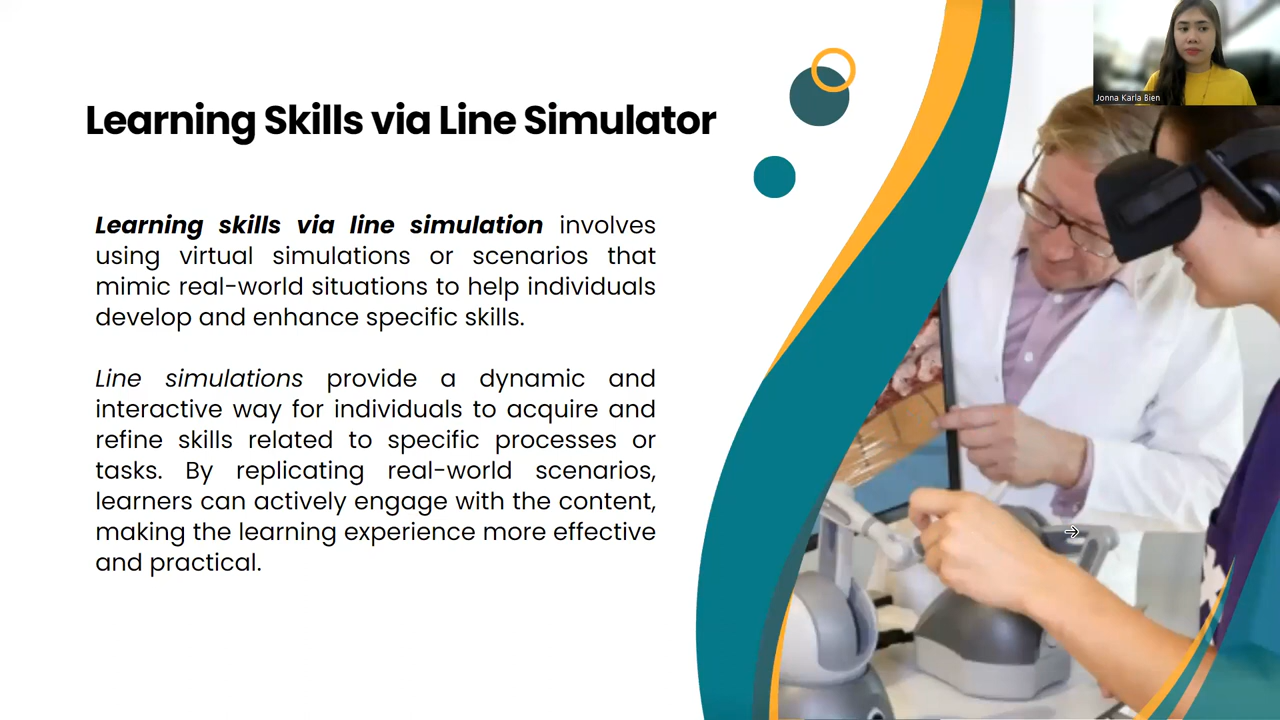 Jonna Karla Bien
Learning Skills via Line Simulator
Learning skills via line simulation involves
using virtual simulations or scenarios that
mimic real-world situations to help individuals
develop and enhance specific skills.
Line simulations provide a dynamic and
interactive way for individuals to acquire and
refine skills related to specific processes or
tasks. By replicating real-world scenarios,
learners can actively engage with the content,
making the learning experience more effective
and practical.